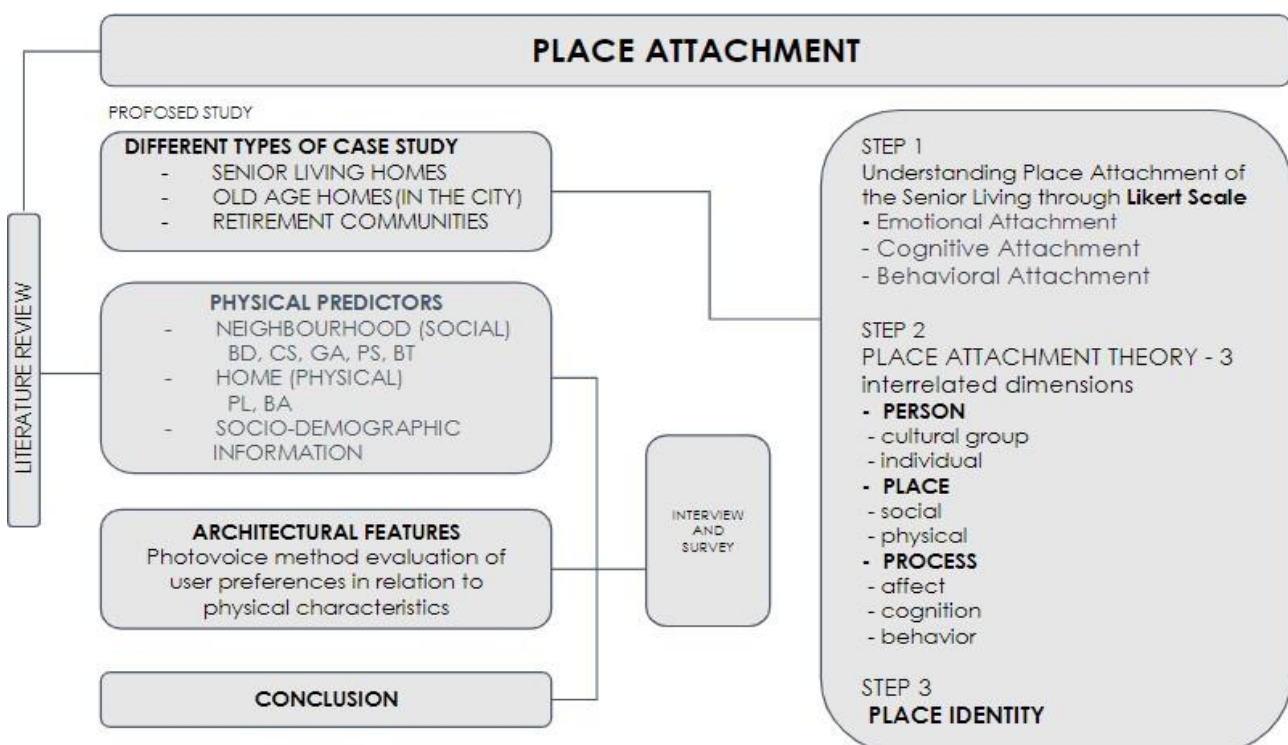 PLACE ATTACHMENT
LITERATURE REVIEW
PROPOSED STUDY
DIFFERENT TYPES OF CASE STUDY
- SENIOR LIVING HOMES
- OLD AGE HOMES(IN THE CITY)
- RETIREMENT COMMUNITIES
PHYSICAL PREDICTORS
- NEIGHBOURHOOD (SOCIAL)
BD, CS, GA, PS, BT
- HOME (PHYSICAL)
PL, BA
- SOCIO-DEMOGRAPHIC
INFORMATION
ARCHITECTURAL FEATURES
Photovoice method evaluation of
user preferences in relation to
physical characteristics
CONCLUSION
INTERVIEW
AND
SURVEY
STEP 1
Understanding Place Attachment of
the Senior Living through Likert Scale
- Emotional Attachment
- Cognitive Attachment
- Behavioral Attachment
STEP 2
PLACE ATTACHMENT THEORY - 3
interrelated dimensions
- PERSON
- cultural group
- individual
- PLACE
- social
- physical
- PROCESS
- affect
- cognition
- behavior
STEP 3
PLACE IDENTITY